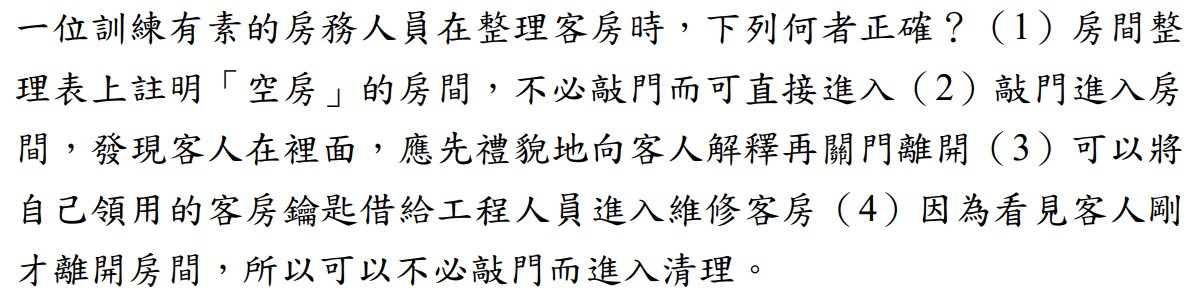 一位訓練有素的房務人員在整理客房時，下列何者正確？（1）房間整
理表上註明「空房」的房間，不必敲門而可直接進入（2）敲門進入房
間，發現客人在裡面，應先禮貌地向客人解釋再關門離開（3）可以將
自己領用的客房鑰匙借給工程人員進入維修客房（4）因為看見客人剛
才離開房間，所以可以不必敲門而進入清理。